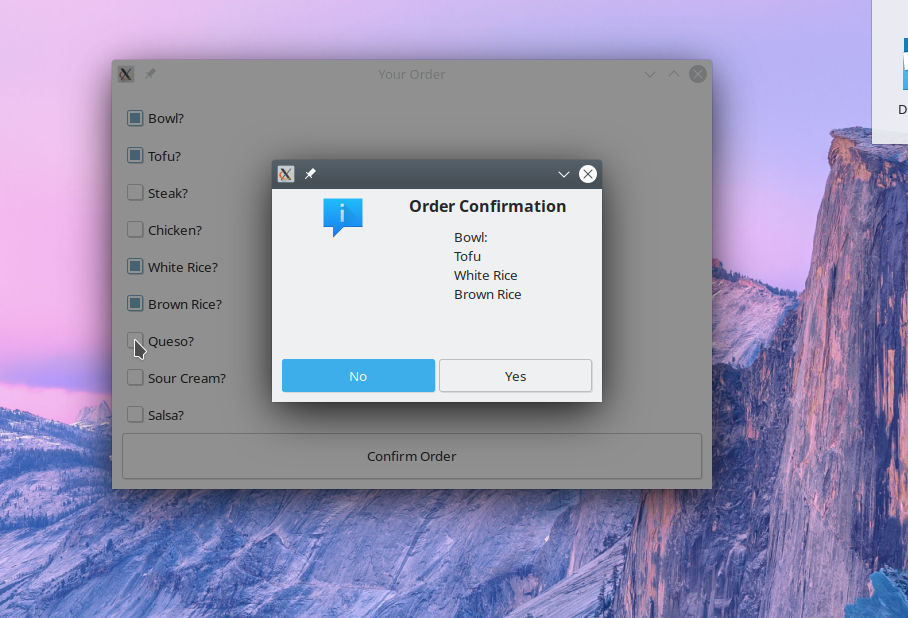 Your Order
Bowl?
Tofu?
Steak?
Chicken?
White Rice?
Brown Rice?
Queso?
Sour Cream?
Salsa?
Confirm Order
Order Confirmation
Bowl:
Tofu
White Rice
Brown Rice
No
Yes
D